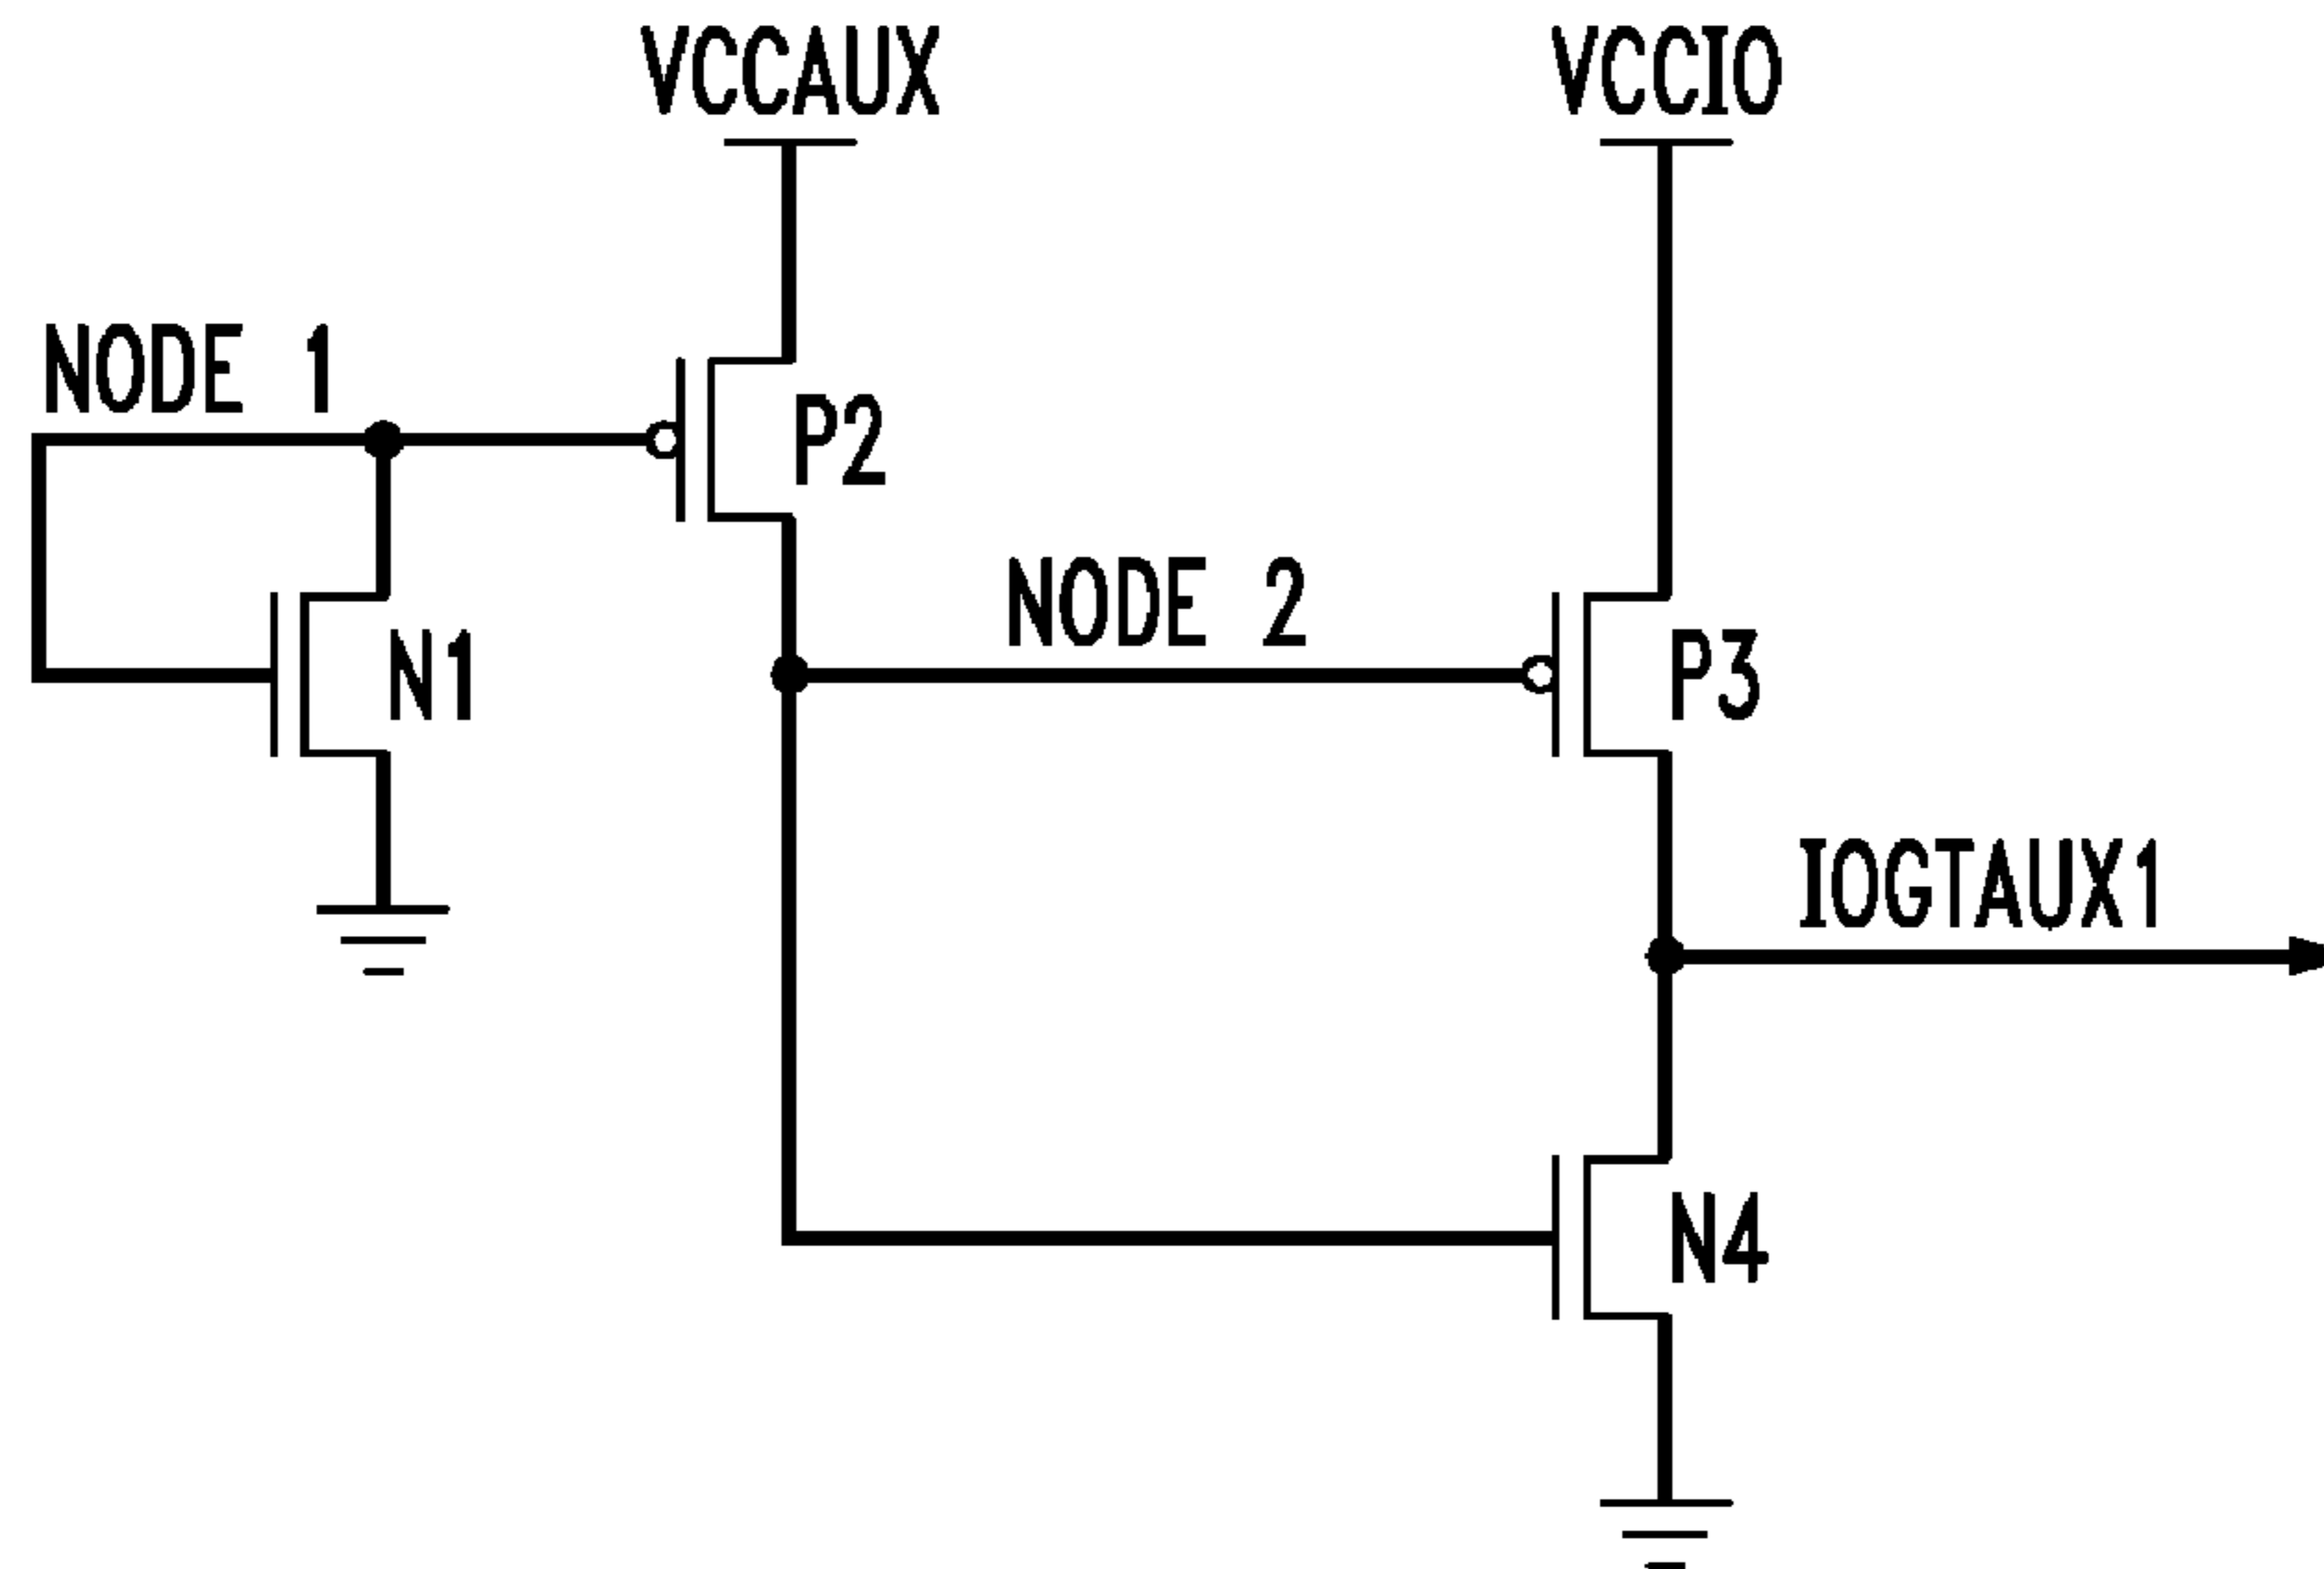 VCCAUX
VCCIO
NODE 1
P2
NODE 2
N1
P3
IOGTAUX1
N4